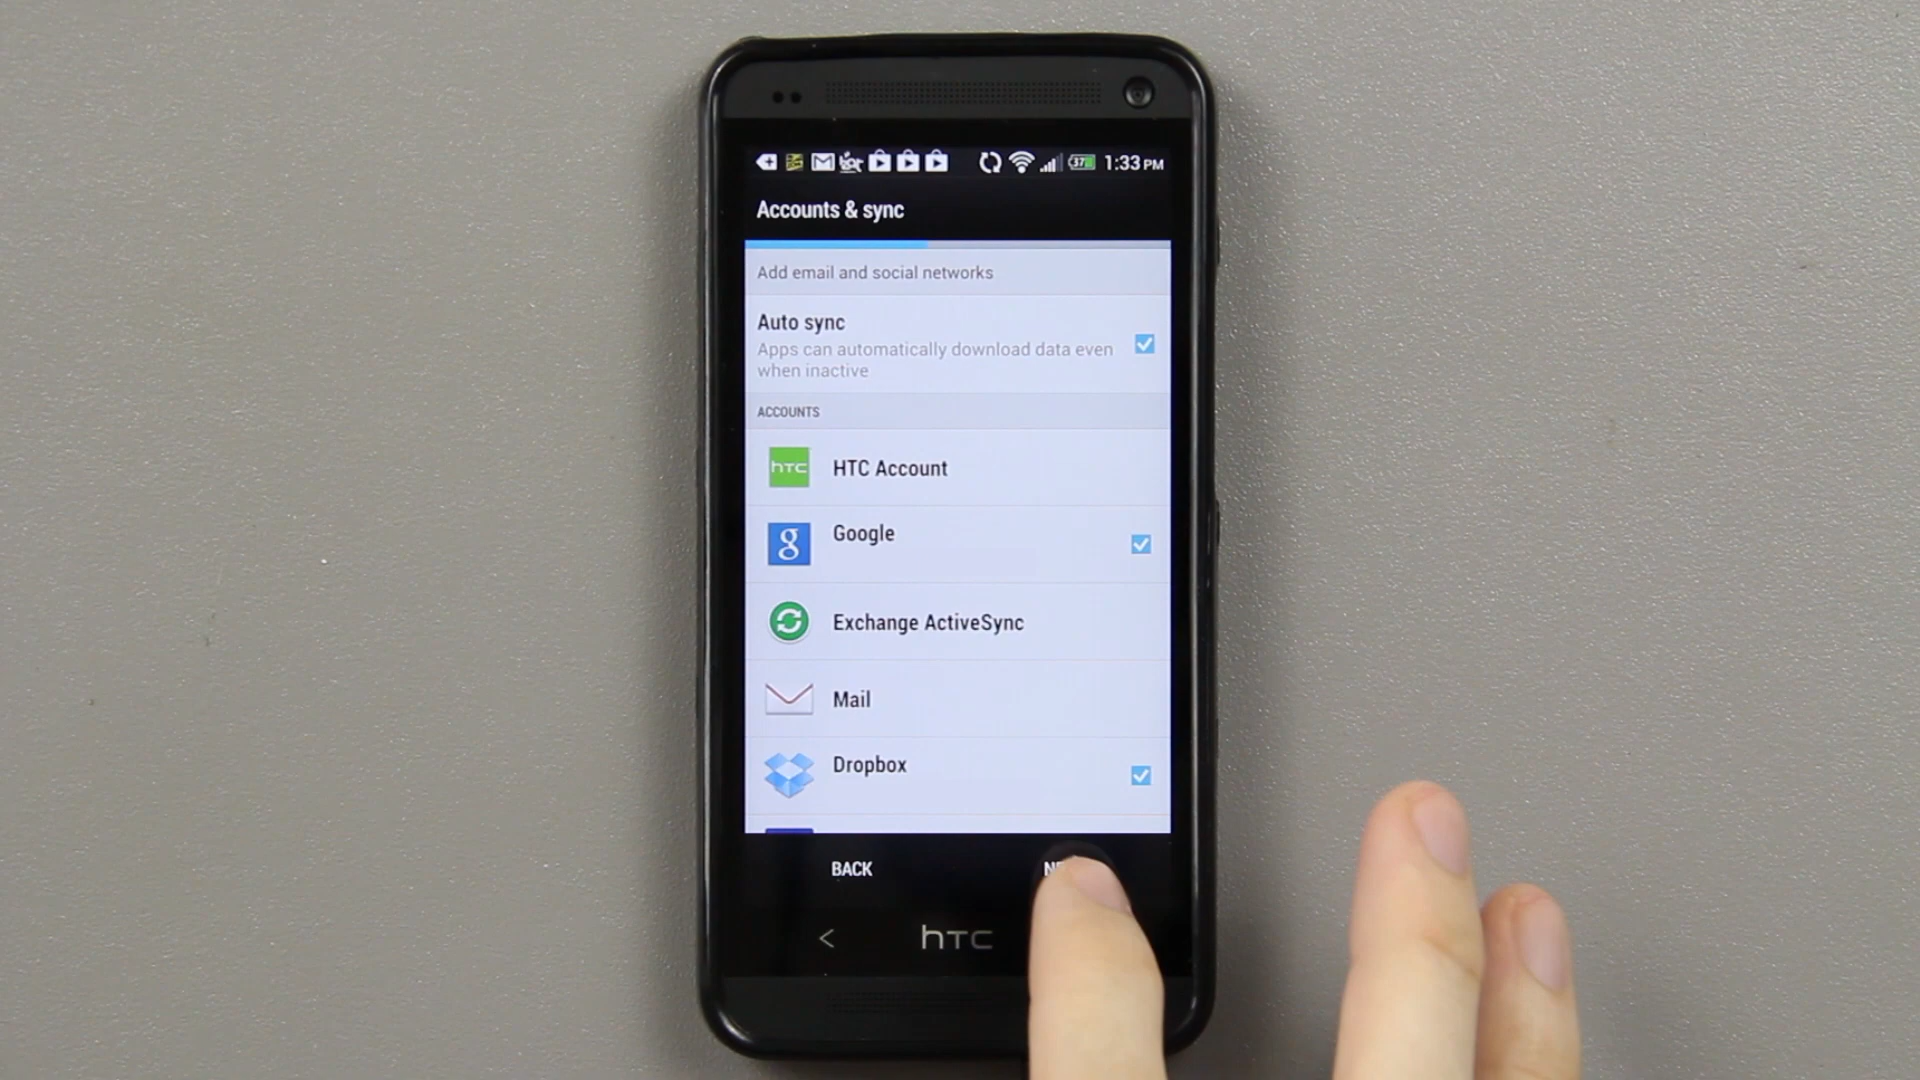 37 1:33 PM
Accounts & sync
Add email and social networks
Auto sync
Apps can automatically download data even
when inactive
ACCOUNTS
hTC HTC Account
g Google
Exchange ActiveSync
Mail
Dropbox
BACK
hTC